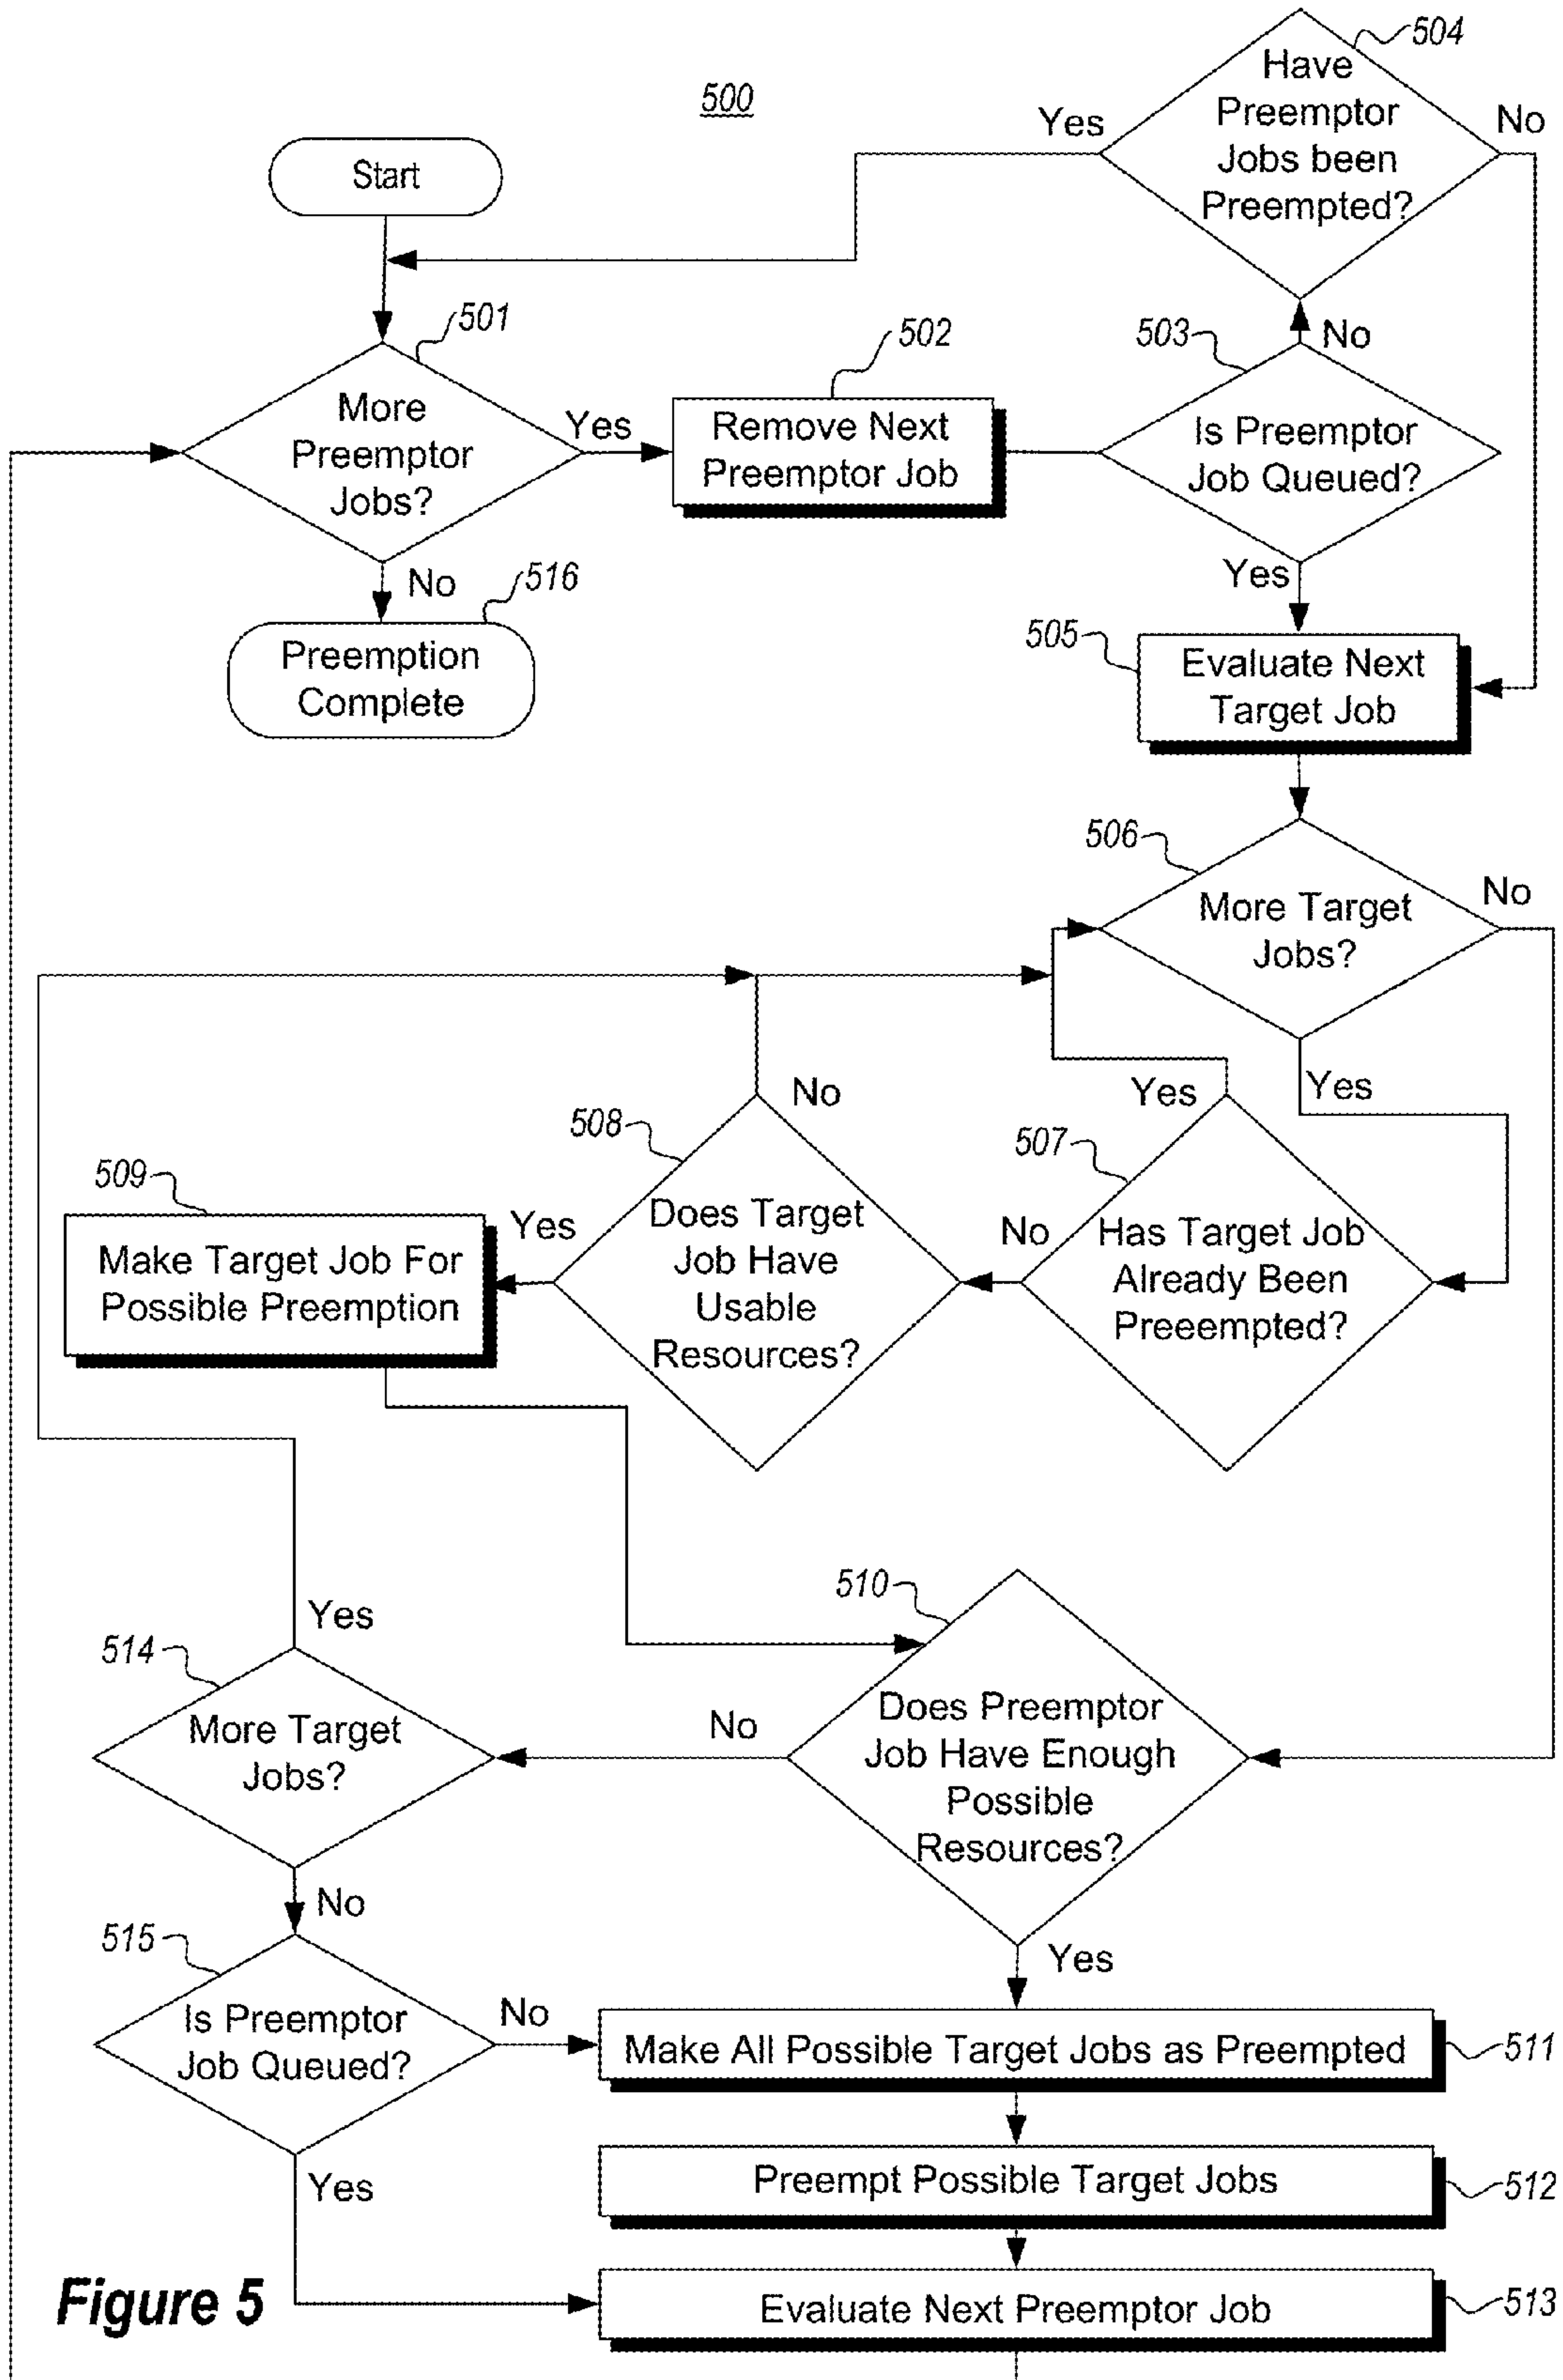 504
Have
Preemptor
Jobs been
Preempted?
Yes
No
500
Start
501
More
Preemptor
Jobs?
Yes
No
502
Remove Next
Preemptor Job
503
No
Is Preemptor
Job Queued?
Yes
516
Preemption
Complete
505
Evaluate Next
Target Job
506
More Target
Jobs?
No
Yes
507
Yes
Has Target Job
Already Been
Preeempted?
No
508
No
Does Target
Job Have
Usable
Resources?
Yes
509
Make Target Job For
Possible Preemption
510
Does Preemptor
Job Have Enough
Possible
Resources?
No
Yes
514
Yes
More Target
Jobs?
No
515
Is Preemptor
Job Queued?
No
Yes
Make All Possible Target Jobs as Preempted
511
Preempt Possible Target Jobs
512
Evaluate Next Preemptor Job
513
Figure 5